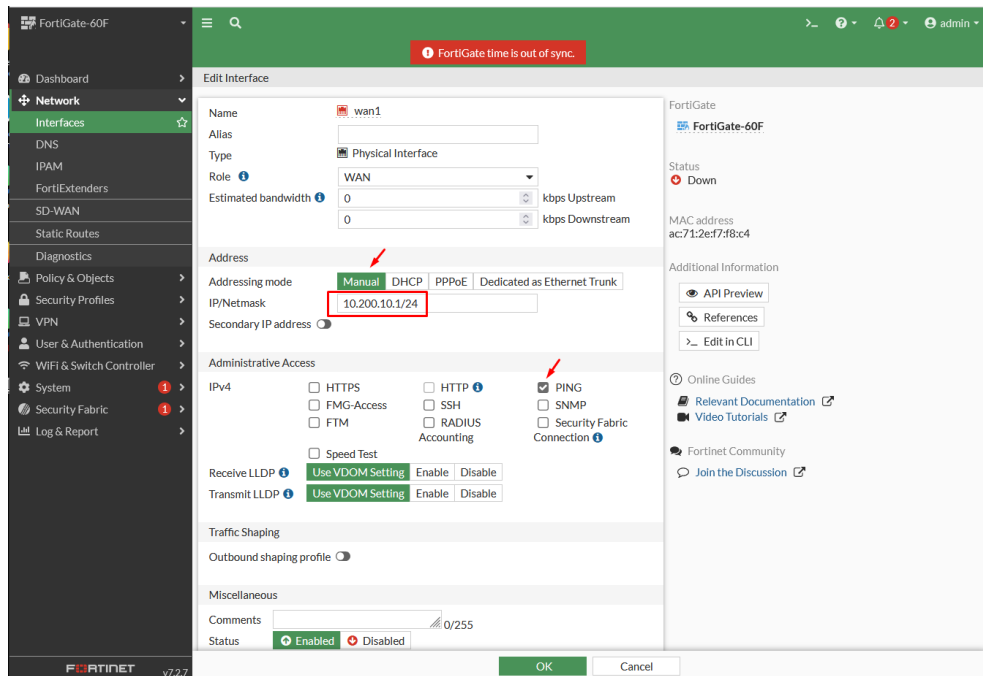 FortiGate-60F
>_
2
admin
FortiGate time is out of sync.
Dashboard
Network
Interfaces
DNS
IPAM
FortiExtenders
SD-WAN
Static Routes
Diagnostics
Policy & Objects
Security Profiles
VPN
User & Authentication
WiFi & Switch Controller
System 1
Security Fabric 1
Log & Report
FORTINET v7.2.7
Edit Interface
Name wan1
Alias
Type Physical Interface
Role WAN
Estimated bandwidth 0 kbps Upstream
0 kbps Downstream
Address
Addressing mode Manual DHCP PPPoE Dedicated as Ethernet Trunk
IP/Netmask 10.200.10.1/24
Secondary IP address
Administrative Access
IPv4 HTTPS HTTP PING
FMG-Access SSH SNMP
FTM RADIUS Security Fabric
Accounting Connection
Speed Test
Receive LLDP Use VDOM Setting Enable Disable
Transmit LLDP Use VDOM Setting Enable Disable
Traffic Shaping
Outbound shaping profile
Miscellaneous
Comments 0/255
Status Enabled Disabled
OK Cancel
FortiGate
FortiGate-60F
Status
Down
MAC address
ac:71:2e:f7:f8:c4
Additional Information
API Preview
References
>_ Edit in CLI
Online Guides
Relevant Documentation
Video Tutorials
Fortinet Community
Join the Discussion